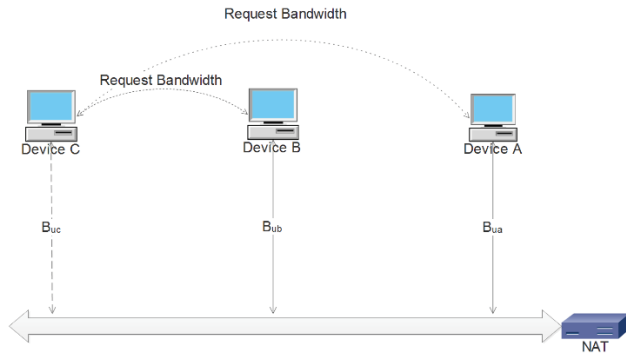 Request Bandwidth
Request Bandwidth
Device C
Device B
Device A
Buc
Bub
Bua
NAT